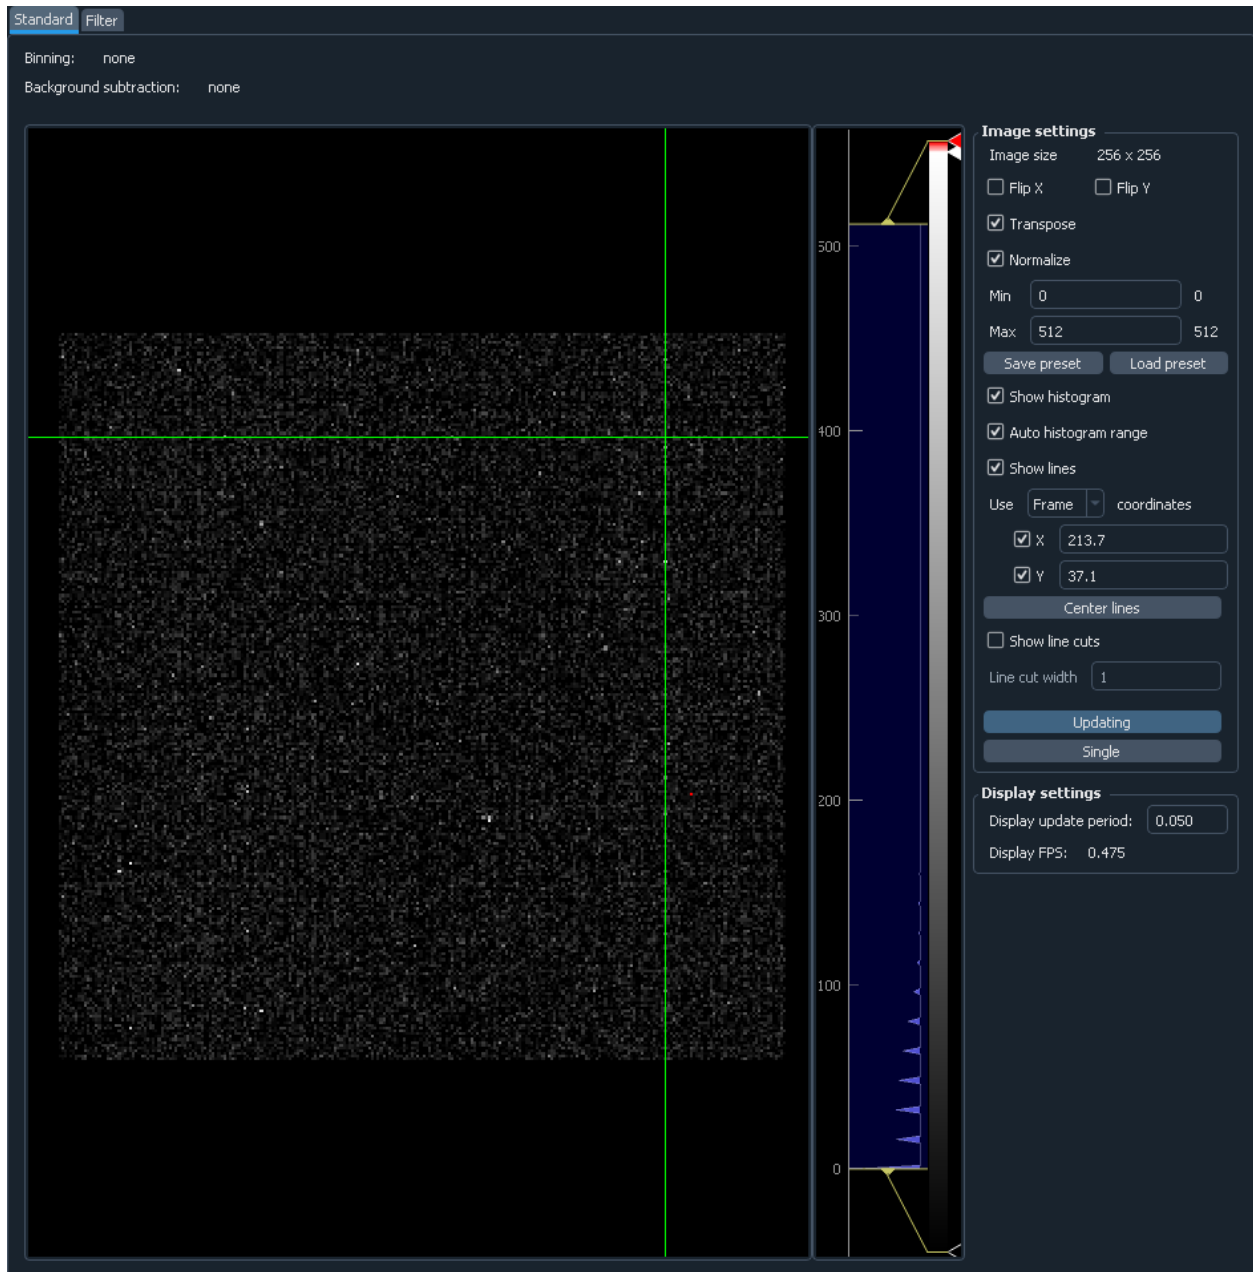 Standard Filter
Binning: none
Background subtraction: none
500
400
300
200
100
0
Image settings
Image size 256 x 256
Flip X Flip Y
Transpose
Normalize
Min 0 0
Max 512 512
Save preset Load preset
Show histogram
Auto histogram range
Show lines
Use Frame coordinates
X 213.7
Y 37.1
Center lines
Show line cuts
Line cut width 1
Updating
Single
Display settings
Display update period: 0.050
Display FPS: 0.475